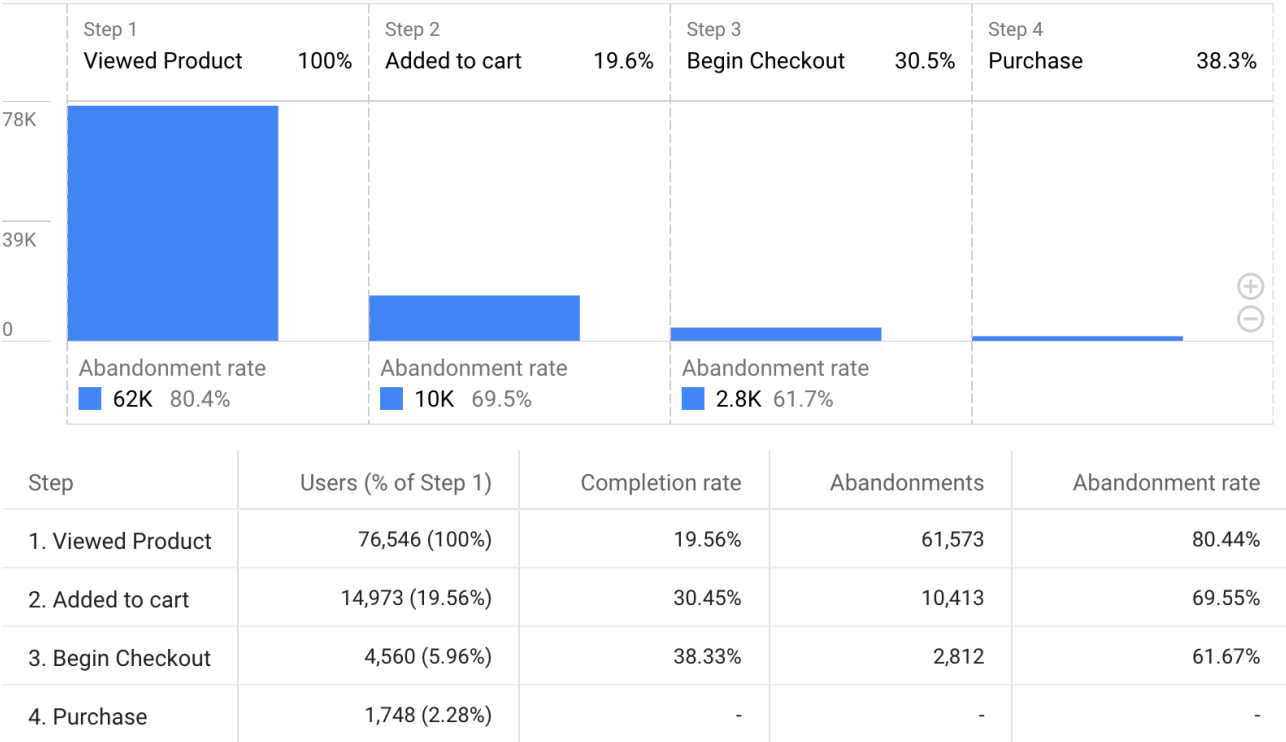 Step 1 Step 2 Step 3 Step 4
Viewed Product 100% Added to cart 19.6% Begin Checkout 30.5% Purchase 38.3%
78K
39K
0
Abandonment rate Abandonment rate Abandonment rate
62K 80.4% 10K 69.5% 2.8K 61.7%
Step Users (% of Step 1) Completion rate Abandonments Abandonment rate
1. Viewed Product 76,546 (100%) 19.56% 61,573 80.44%
2. Added to cart 14,973 (19.56%) 30.45% 10,413 69.55%
3. Begin Checkout 4,560 (5.96%) 38.33% 2,812 61.67%
4. Purchase 1,748 (2.28%) - - -